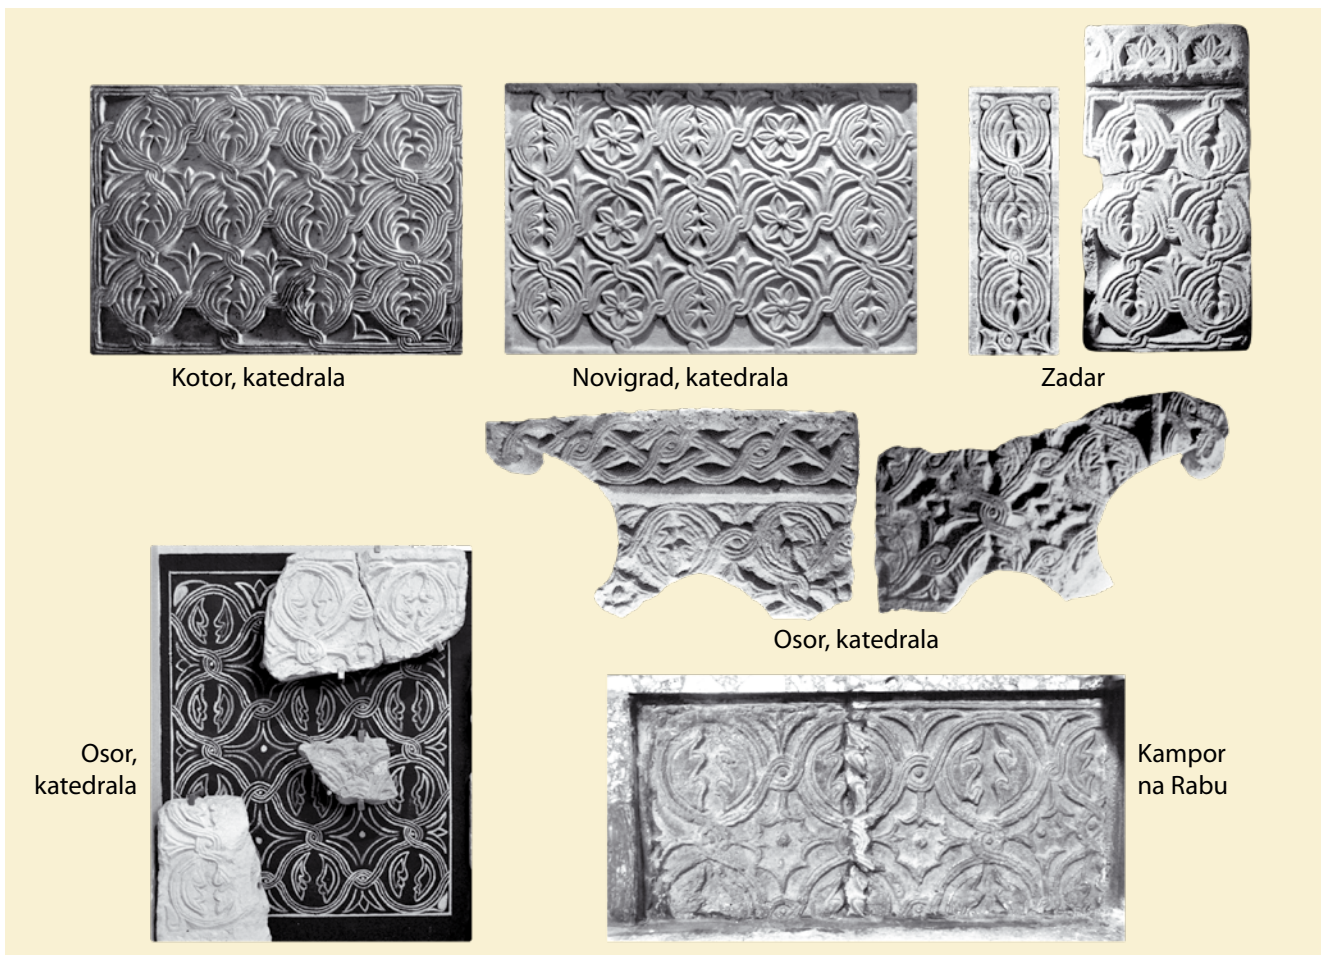 Kotor, katedrala
Novigrad, katedrala
Zadar
Osor, katedrala
Osor,
katedrala
Kampor
na Rabu